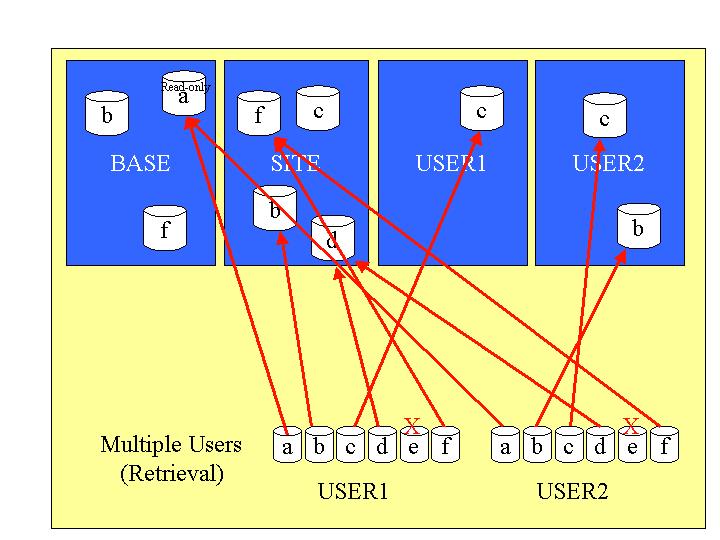 Read-only
a
b
f
c
c
c
BASE
SITE
USER1
USER2
b
f
d
b
X
X
a b c d e f
a b c d e f
Multiple Users
(Retrieval)
USER1
USER2